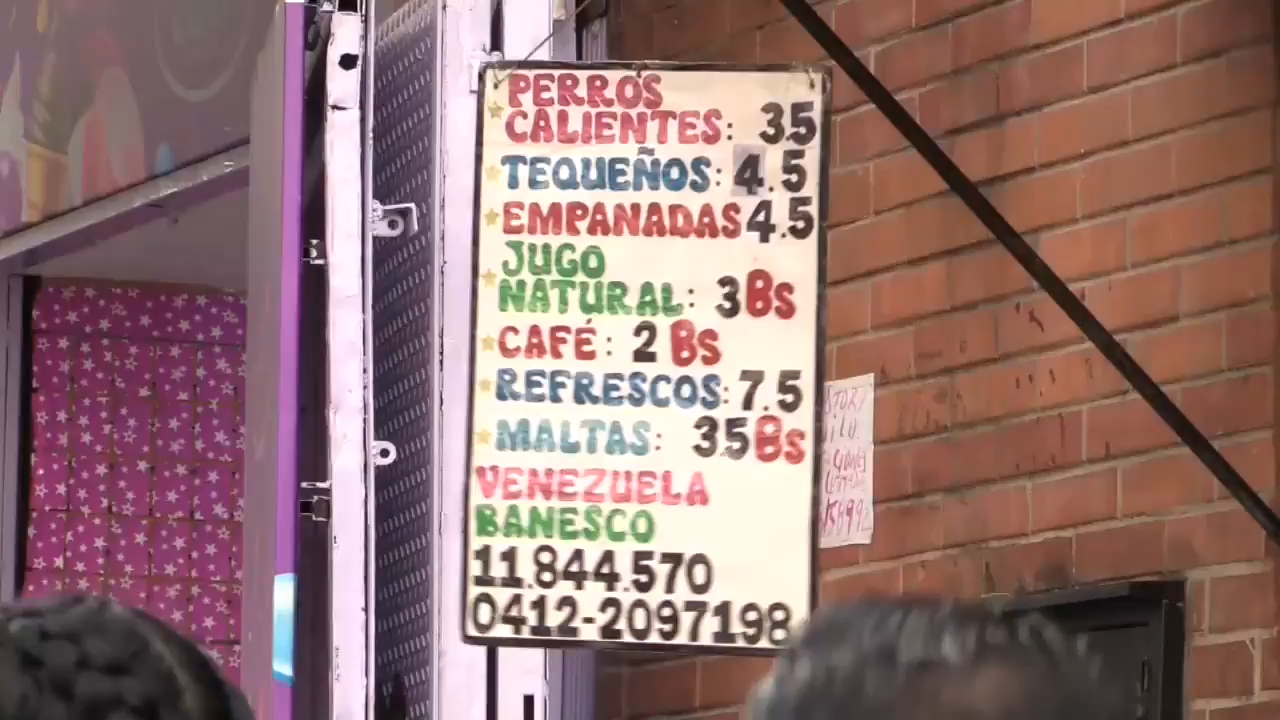 PERROS
CALIENTES: 35
TEQUEÑOS: 4.5
EMPANADAS 4.5
JUGO
NATURAL: 3Bs
CAFÉ: 2 Bs
REFRESCOS: 7.5
MALTAS: 35Bs
VENEZUELA
BANESCO
11.844.570
0412-2097198